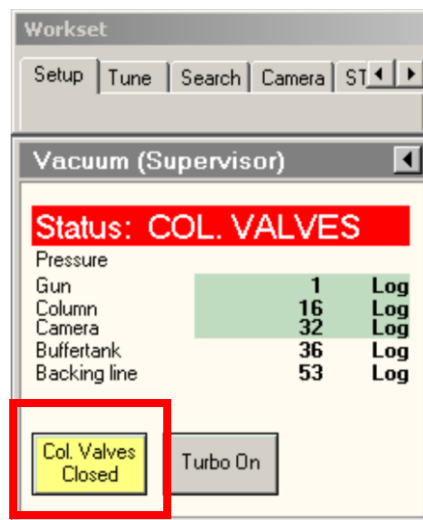 Workset
Setup Tune Search Camera ST
Vacuum (Supervisor)
Status: COL. VALVES
Pressure
Gun 1 Log
Column 16 Log
Camera 32 Log
Buffertank 36 Log
Backing line 53 Log
Col. Valves
Closed
Turbo On